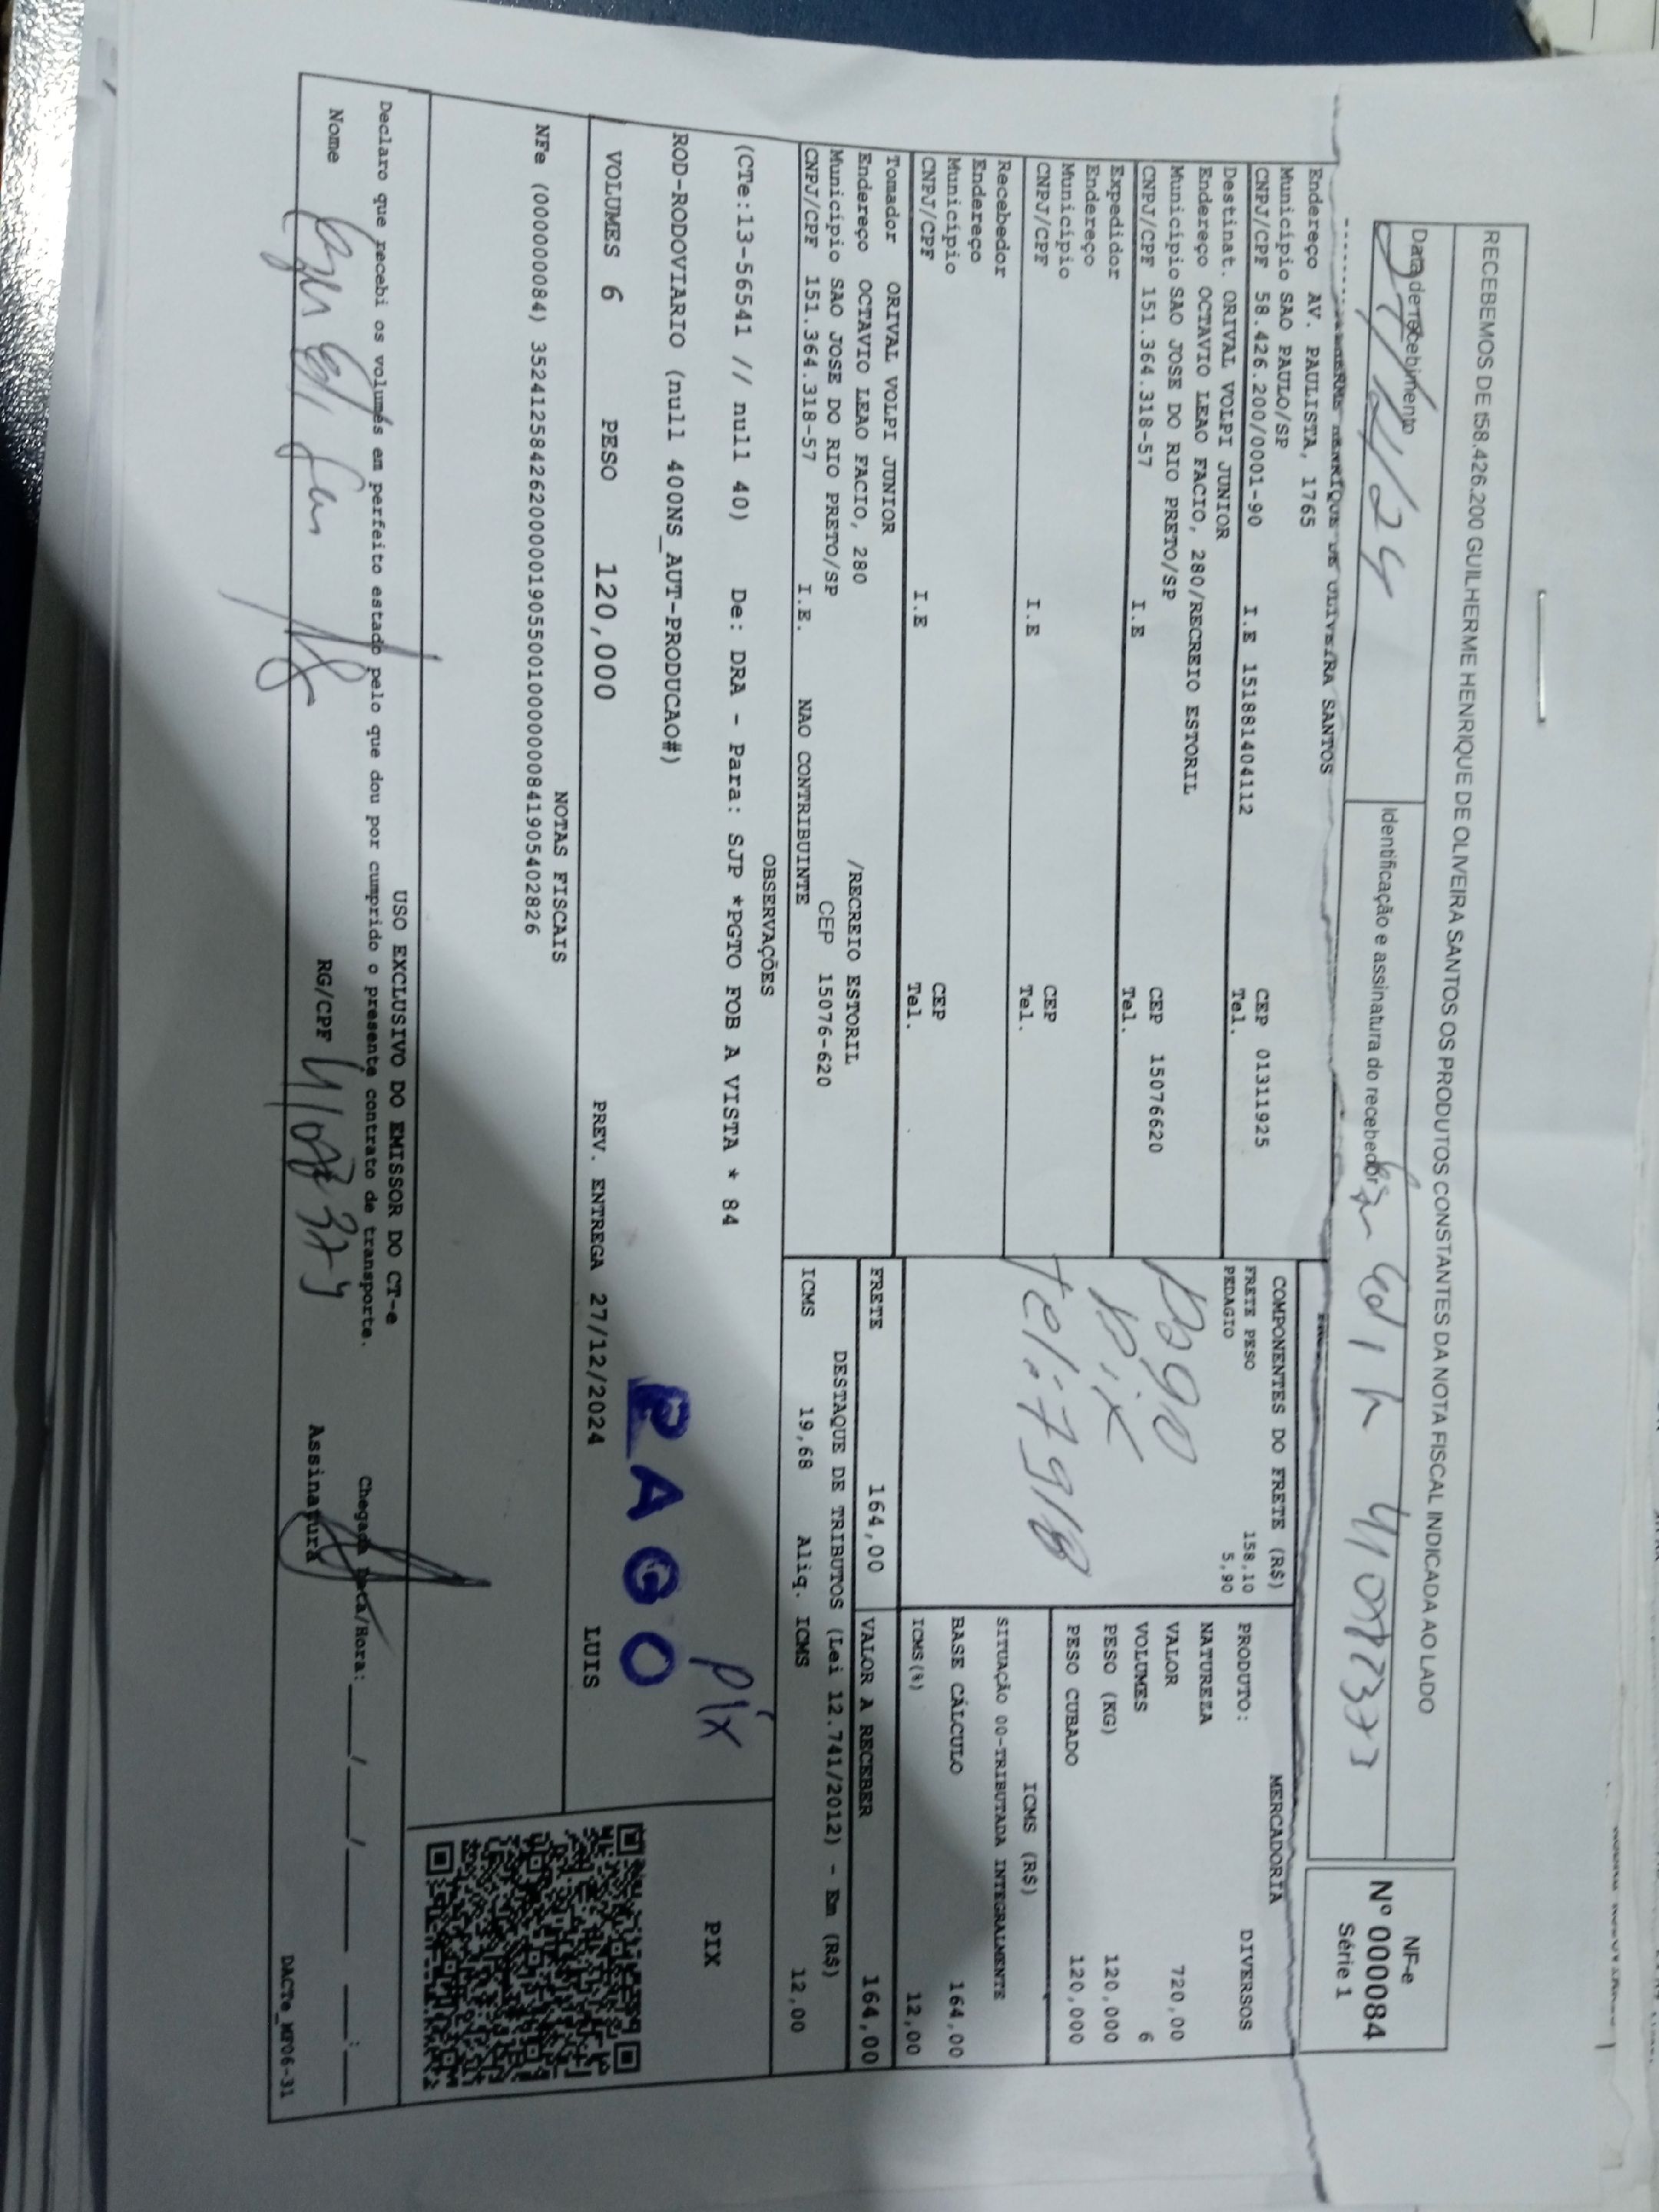 RECEBEMOS DE t58.426.200 GUILHERME HENRIQUE DE OLIVEIRA SANTOS OS PRODUTOS CONSTANTES DA NOTA FISCAL INDICADA AO LADO
NF-e
Nº 000084
Série 1
Data de recebimento
Identificação e assinatura do recebedor
HENRIQUE DE OLIVEIRA SANTOS
Endereço AV. PAULISTA, 1765
Município SAO PAULO/SP CEP 01311925
CNPJ/CPF 58.426.200/0001-90 I.E 151881404112 Tel.
Destinat. ORIVAL VOLPI JUNIOR
Endereço OCTAVIO LEAO FACIO, 280/RECREIO ESTORIL
Município SAO JOSE DO RIO PRETO/SP CEP 15076620
CNPJ/CPF 151.364.318-57 I.E Tel.
Expedidor
Endereço
Município CEP
CNPJ/CPF I.E Tel.
Recebedor
Endereço
Município CEP
CNPJ/CPF I.E Tel.
Tomador ORIVAL VOLPI JUNIOR
Endereço OCTAVIO LEAO FACIO, 280 /RECREIO ESTORIL
Município SAO JOSE DO RIO PRETO/SP CEP 15076-620
CNPJ/CPF 151.364.318-57 I.E. NAO CONTRIBUINTE
COMPONENTES DO FRETE (R$)
FRETE PESO 158,10
PEDAGIO 5,90
Pago
Pix
MERCADORIA
PRODUTO: DIVERSOS
NATUREZA
VALOR 720,00
VOLUMES 6
PESO (KG) 120,000
PESO CUBADO 120,000
ICMS (R$)
SITUAÇÃO 00-TRIBUTADA INTEGRALMENTE
BASE CÁLCULO 164,00
ICMS(%) 12,00
FRETE 164,00 VALOR A RECEBER 164,00
DESTAQUE DE TRIBUTOS (Lei 12.741/2012) - Em (R$)
ICMS 19,68 Aliq. ICMS 12,00
OBSERVAÇÕES
(CTe:13-56541 // null 40) De: DRA - Para: SJP *PGTO FOB A VISTA * 84
ROD-RODOVIARIO (null 400NS_AUT-PRODUCAO#)
Pix
PAGO
PIX
VOLUMES 6 PESO 120,000 PREV. ENTREGA 27/12/2024 LUIS
NOTAS FISCAIS
NFe (000000084) 35241258426200000190550010000000841905402826
USO EXCLUSIVO DO EMISSOR DO CT-e
Declaro que recebi os volumes em perfeito estado pelo que dou por cumprido o presente contrato de transporte.
Chegada Data/Hora: ___/___/___ __:__
Nome RG/CPF Assinatura
DACTe_MP06-31